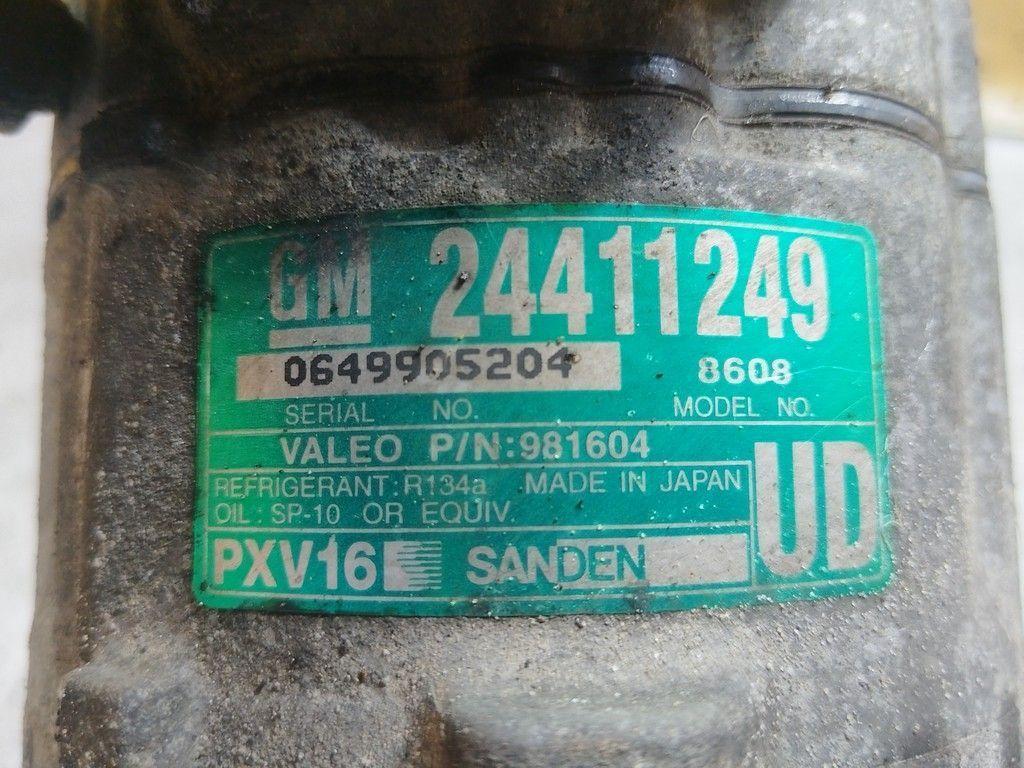 GM 24411249
0649905204 8608
SERIAL NO. MODEL NO.
VALEO P/N:981604
REFRIGERANT: R134a MADE IN JAPAN
OIL: SP-10 OR EQUIV.
UD
PXV16 SANDEN